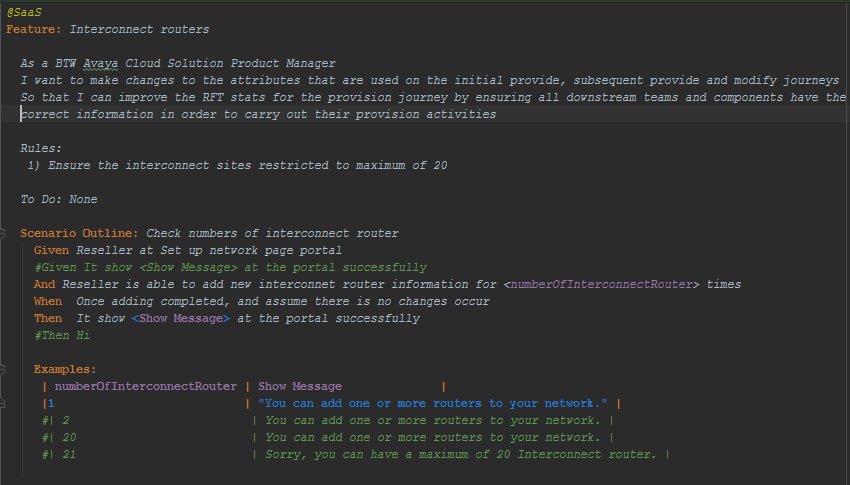 @SaaS
Feature: Interconnect routers
As a BTW Avaya Cloud Solution Product Manager
I want to make changes to the attributes that are used on the initial provide, subsequent provide and modify journeys
So that I can improve the RFT stats for the provision journey by ensuring all downstream teams and components have the
correct information in order to carry out their provision activities
Rules:
1) Ensure the interconnect sites restricted to maximum of 20
To Do: None
Scenario Outline: Check numbers of interconnect router
Given Reseller at Set up network page portal
#Given It show <Show Message> at the portal successfully
And Reseller is able to add new interconnet router information for <numberOfInterconnectRouter> times
When  Once adding completed, and assume there is no changes occur
Then  It show <Show Message> at the portal successfully
#Then Hi
Examples:
| numberOfInterconnectRouter | Show Message |
|1 | "You can add one or more routers to your network." |
#| 2 | You can add one or more routers to your network. |
#| 20 | You can add one or more routers to your network. |
#| 21 | Sorry, you can have a maximum of 20 Interconnect router. |